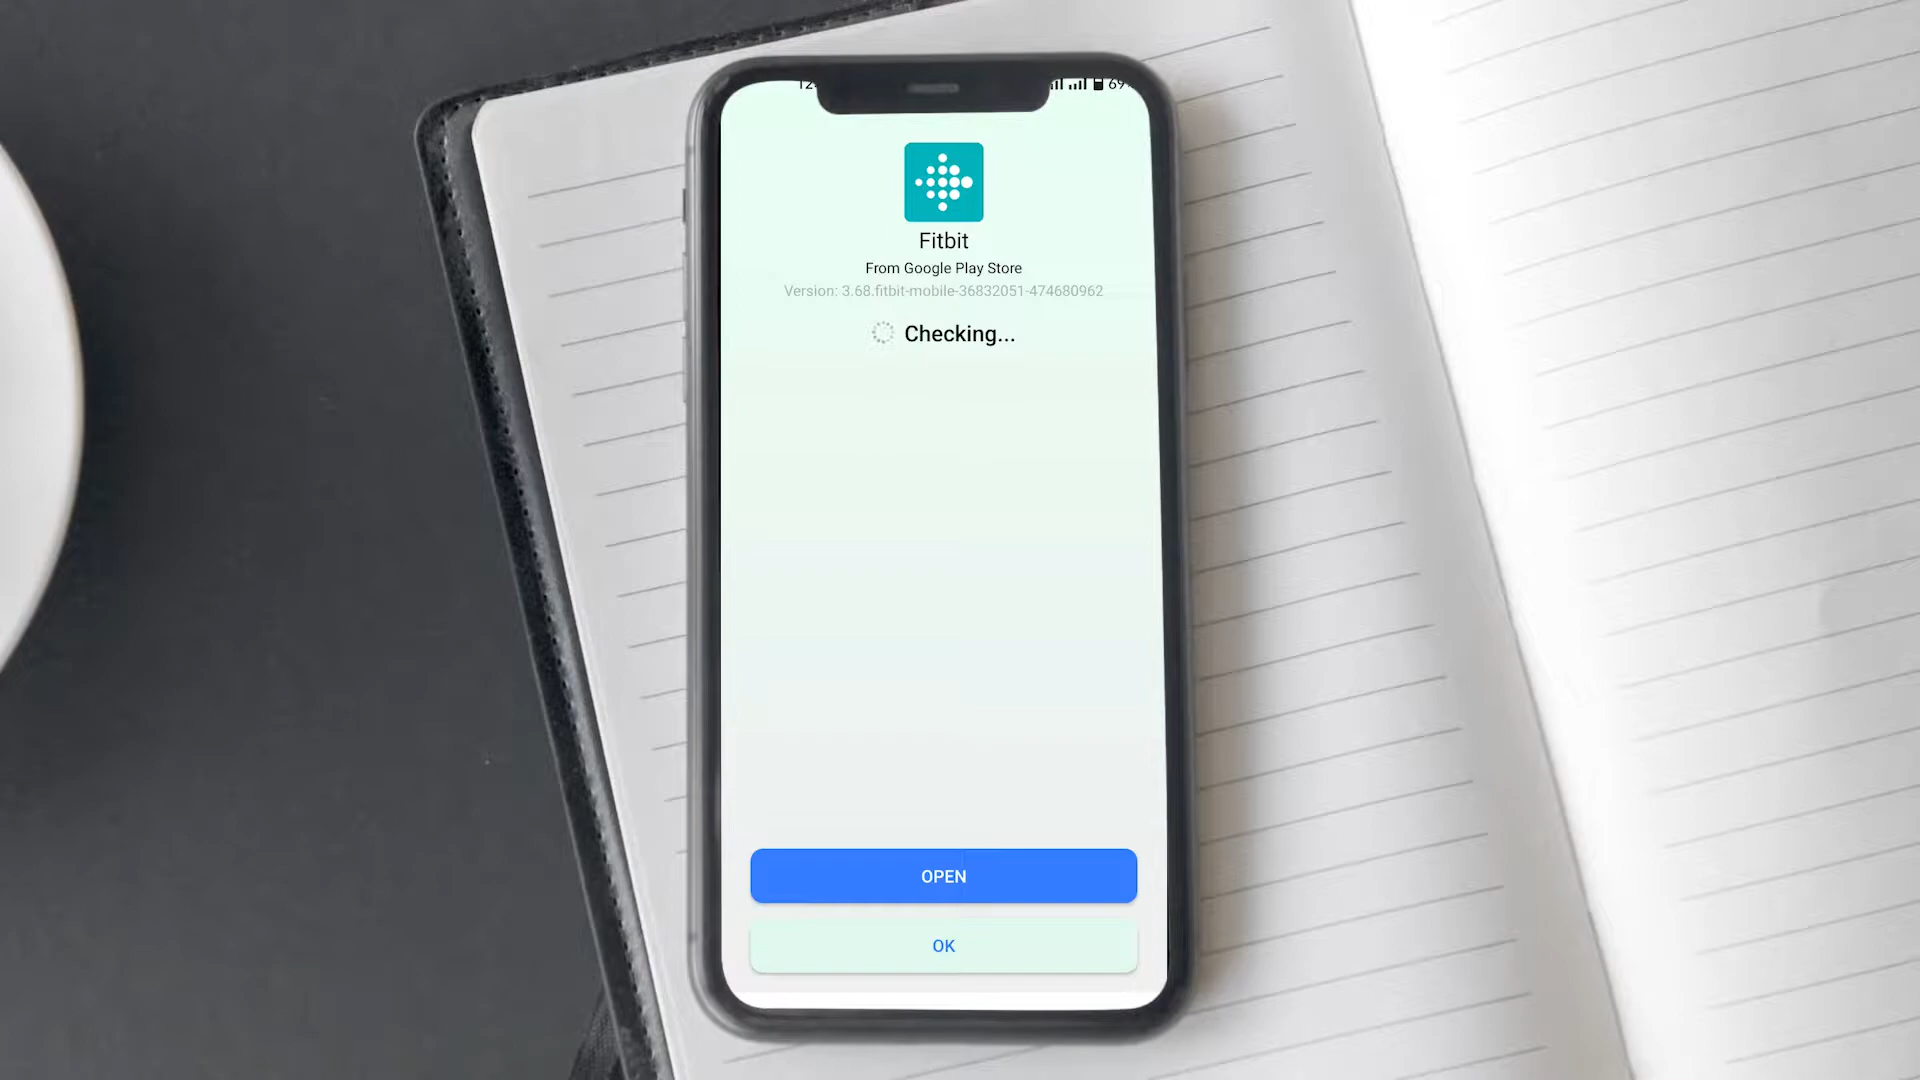 Fitbit
From Google Play Store
Version: 3.68.fitbit-mobile-36832051-474680962
Checking...
OPEN
OK